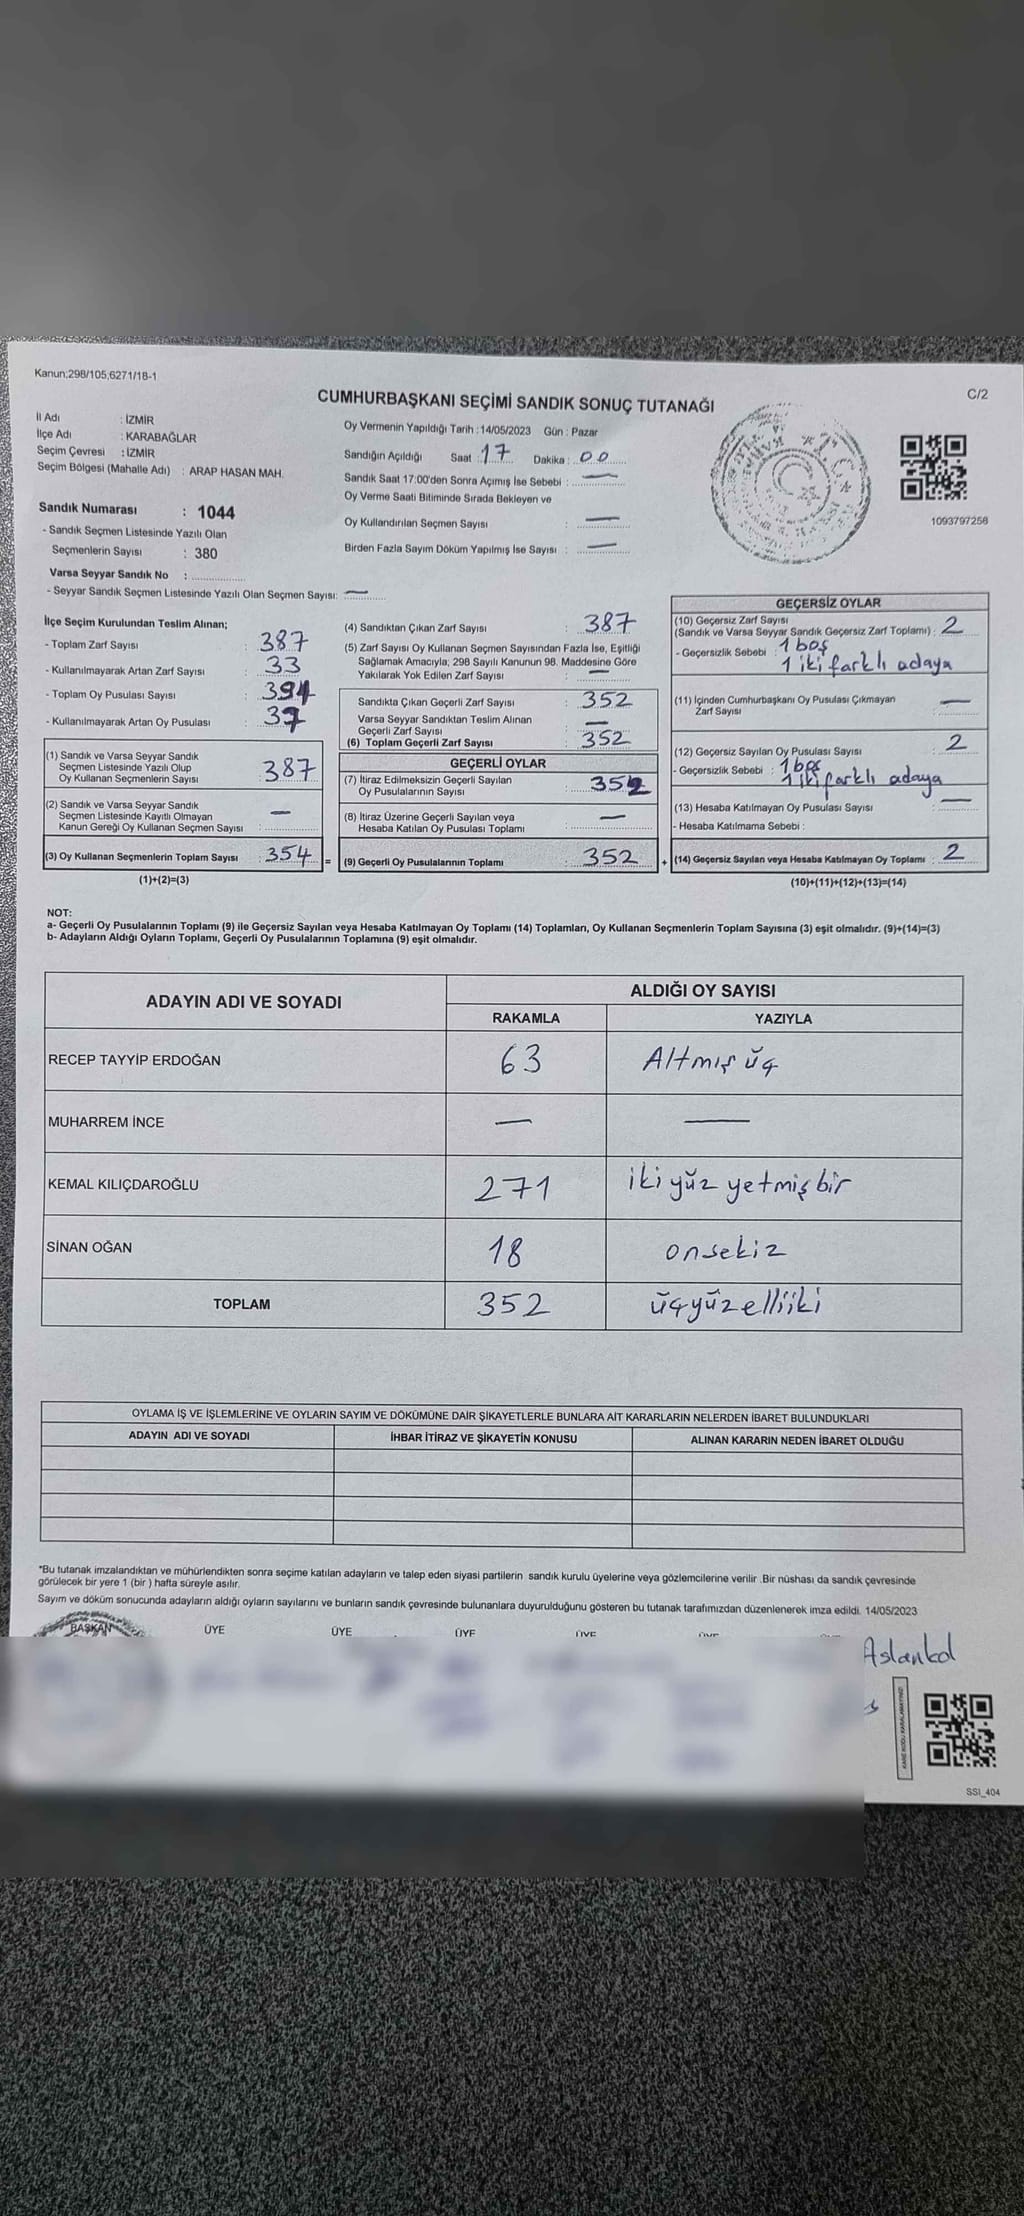 Kanun;298/105,6271/18-1
C/2
CUMHURBAŞKANI SEÇİMİ SANDIK SONUÇ TUTANAĞI
İl Adı : İZMİR
İlçe Adı : KARABAĞLAR
Seçim Çevresi : İZMİR
Seçim Bölgesi (Mahalle Adı) : ARAP HASAN MAH.
Sandık Numarası : 1044
- Sandık Seçmen Listesinde Yazılı Olan
Seçmenlerin Sayısı : 380
Varsa Seyyar Sandık No :
- Seyyar Sandık Seçmen Listesinde Yazılı Olan Seçmen Sayısı: —
Oy Vermenin Yapıldığı Tarih : 14/05/2023 Gün : Pazar
Sandığın Açıldığı Saat : 17 Dakika : 00
Sandık Saat 17:00'den Sonra Açımış İse Sebebi : —
Oy Verme Saati Bitiminde Sırada Bekleyen ve
Oy Kullandırılan Seçmen Sayısı : —
Birden Fazla Sayım Döküm Yapılmış İse Sayısı : —
T.C.
1093797256
İlçe Seçim Kurulundan Teslim Alınan;
- Toplam Zarf Sayısı : 387
- Kullanılmayarak Artan Zarf Sayısı : 33
- Toplam Oy Pusulası Sayısı : 394
- Kullanılmayarak Artan Oy Pusulası : 37
(1) Sandık ve Varsa Seyyar Sandık
Seçmen Listesinde Yazılı Olup
Oy Kullanan Seçmenlerin Sayısı : 387
(2) Sandık ve Varsa Seyyar Sandık
Seçmen Listesinde Kayıtlı Olmayan
Kanun Gereği Oy Kullanan Seçmen Sayısı : —
(3) Oy Kullanan Seçmenlerin Toplam Sayısı : 354 =
(1)+(2)=(3)
(4) Sandıktan Çıkan Zarf Sayısı : 387
(5) Zarf Sayısı Oy Kullanan Seçmen Sayısından Fazla İse, Eşitliği
Sağlamak Amacıyla; 298 Sayılı Kanunun 98. Maddesine Göre
Yakılarak Yok Edilen Zarf Sayısı : —
Sandıkta Çıkan Geçerli Zarf Sayısı : 352
Varsa Seyyar Sandıktan Teslim Alınan
Geçerli Zarf Sayısı : —
(6) Toplam Geçerli Zarf Sayısı : 352
GEÇERLİ OYLAR
(7) İtiraz Edilmeksizin Geçerli Sayılan
Oy Pusulalarının Sayısı : 352
(8) İtiraz Üzerine Geçerli Sayılan veya
Hesaba Katılan Oy Pusulası Toplamı : —
(9) Geçerli Oy Pusulalarının Toplamı : 352 +
GEÇERSİZ OYLAR
(10) Geçersiz Zarf Sayısı
(Sandık ve Varsa Seyyar Sandık Geçersiz Zarf Toplamı) : 2
- Geçersizlik Sebebi : 1 boş
1 iki farklı adaya
(11) İçinden Cumhurbaşkanı Oy Pusulası Çıkmayan
Zarf Sayısı : —
(12) Geçersiz Sayılan Oy Pusulası Sayısı : 2
- Geçersizlik Sebebi : 1 boş
1 iki farklı adaya
(13) Hesaba Katılmayan Oy Pusulası Sayısı : —
- Hesaba Katılmama Sebebi :
(14) Geçersiz Sayılan veya Hesaba Katılmayan Oy Toplamı : 2
(10)+(11)+(12)+(13)=(14)
NOT:
a- Geçerli Oy Pusulalarının Toplamı (9) ile Geçersiz Sayılan veya Hesaba Katılmayan Oy Toplamı (14) Toplamları, Oy Kullanan Seçmenlerin Toplam Sayısına (3) eşit olmalıdır. (9)+(14)=(3)
b- Adayların Aldığı Oyların Toplamı, Geçerli Oy Pusulalarının Toplamına (9) eşit olmalıdır.
ADAYIN ADI VE SOYADI
ALDIĞI OY SAYISI
RAKAMLA YAZIYLA
RECEP TAYYİP ERDOĞAN 63 Altmış üç
MUHARREM İNCE — —
KEMAL KILIÇDAROĞLU 271 iki yüz yetmiş bir
SİNAN OĞAN 18 onsekiz
TOPLAM 352 üçyüzelliiki
OYLAMA İŞ VE İŞLEMLERİNE VE OYLARIN SAYIM VE DÖKÜMÜNE DAİR ŞİKAYETLERLE BUNLARA AİT KARARLARIN NELERDEN İBARET BULUNDUKLARI
ADAYIN ADI VE SOYADI İHBAR İTİRAZ VE ŞİKAYETİN KONUSU ALINAN KARARIN NEDEN İBARET OLDUĞU
*Bu tutanak imzalandıktan ve mühürlendikten sonra seçime katılan adayların ve talep eden siyasi partilerin sandık kurulu üyelerine veya gözlemcilerine verilir .Bir nüshası da sandık çevresinde
görülecek bir yere 1 (bir ) hafta süreyle asılır.
Sayım ve döküm sonucunda adayların aldığı oyların sayılarını ve bunların sandık çevresinde bulunanlara duyurulduğunu gösteren bu tutanak tarafımızdan düzenlenerek imza edildi. 14/05/2023
BAŞKAN ÜYE ÜYE ÜYE ÜYE
KARE KODU KARALAMAYINIZ!
SSI_404